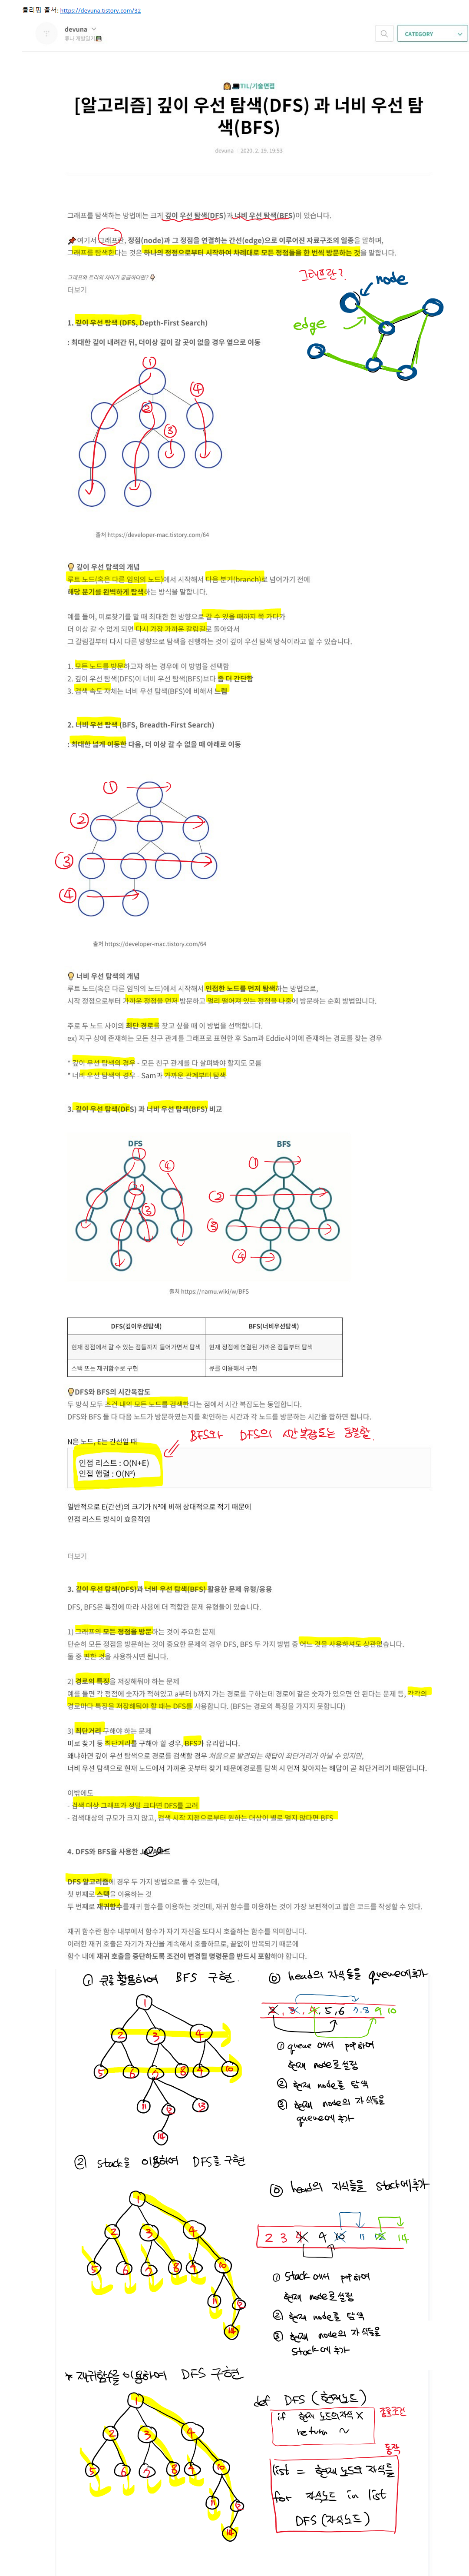 클리핑 출처: https://devuna.tistory.com/32
devuna
튜나 개발일기
CATEGORY
TIL/기술면접
[알고리즘] 깊이 우선 탐색(DFS) 과 너비 우선 탐
색(BFS)
devuna 2020. 2. 19. 19:53
그래프를 탐색하는 방법에는 크게 깊이 우선 탐색(DFS)과 너비 우선 탐색(BFS)이 있습니다.
📌여기서 그래프란, 정점(node)과 그 정점을 연결하는 간선(edge)으로 이루어진 자료구조의 일종을 말하며,
그래프를 탐색한다는 것은 하나의 정점으로부터 시작하여 차례대로 모든 정점들을 한 번씩 방문하는 것을 말합니다.
그래프란?
node
edge
그래프와 트리의 차이가 궁금하다면?
더보기
1. 깊이 우선 탐색 (DFS, Depth-First Search)
: 최대한 깊이 내려간 뒤, 더이상 깊이 갈 곳이 없을 경우 옆으로 이동
① ② ③ ④
출처 https://developer-mac.tistory.com/64
💡 깊이 우선 탐색의 개념
루트 노드(혹은 다른 임의의 노드)에서 시작해서 다음 분기(branch)로 넘어가기 전에
해당 분기를 완벽하게 탐색하는 방식을 말합니다.
예를 들어, 미로찾기를 할 때 최대한 한 방향으로 갈 수 있을 때까지 쭉 가다가
더 이상 갈 수 없게 되면 다시 가장 가까운 갈림길로 돌아와서
그 갈림길부터 다시 다른 방향으로 탐색을 진행하는 것이 깊이 우선 탐색 방식이라고 할 수 있습니다.
1. 모든 노드를 방문하고자 하는 경우에 이 방법을 선택함
2. 깊이 우선 탐색(DFS)이 너비 우선 탐색(BFS)보다 좀 더 간단함
3. 검색 속도 자체는 너비 우선 탐색(BFS)에 비해서 느림
2. 너비 우선 탐색 (BFS, Breadth-First Search)
: 최대한 넓게 이동한 다음, 더 이상 갈 수 없을 때 아래로 이동
①
②
③
④
출처 https://developer-mac.tistory.com/64
💡 너비 우선 탐색의 개념
루트 노드(혹은 다른 임의의 노드)에서 시작해서 인접한 노드를 먼저 탐색하는 방법으로,
시작 정점으로부터 가까운 정점을 먼저 방문하고 멀리 떨어져 있는 정점을 나중에 방문하는 순회 방법입니다.
주로 두 노드 사이의 최단 경로를 찾고 싶을 때 이 방법을 선택합니다.
ex) 지구 상에 존재하는 모든 친구 관계를 그래프로 표현한 후 Sam과 Eddie사이에 존재하는 경로를 찾는 경우
* 깊이 우선 탐색의 경우 - 모든 친구 관계를 다 살펴봐야 할지도 모름
* 너비 우선 탐색의 경우 - Sam과 가까운 관계부터 탐색
3. 깊이 우선 탐색(DFS) 과 너비 우선 탐색(BFS) 비교
DFS BFS
① ② ③ ④
① ② ③ ④
출처 https://namu.wiki/w/BFS
DFS(깊이우선탐색) BFS(너비우선탐색)
현재 정점에서 갈 수 있는 점들까지 들어가면서 탐색 현재 정점에 연결된 가까운 점들부터 탐색
스택 또는 재귀함수로 구현 큐를 이용해서 구현
💡DFS와 BFS의 시간복잡도
두 방식 모두 조건 내의 모든 노드를 검색한다는 점에서 시간 복잡도는 동일합니다.
DFS와 BFS 둘 다 다음 노드가 방문하였는지를 확인하는 시간과 각 노드를 방문하는 시간을 합하면 됩니다.
N은 노드, E는 간선일 때
BFS와 DFS의 시간복잡도는 동일함.
인접 리스트 : O(N+E)
인접 행렬 : O(N²)
일반적으로 E(간선)의 크기가 N²에 비해 상대적으로 적기 때문에
인접 리스트 방식이 효율적임
더보기
3. 깊이 우선 탐색(DFS)과 너비 우선 탐색(BFS) 활용한 문제 유형/응용
DFS, BFS은 특징에 따라 사용에 더 적합한 문제 유형들이 있습니다.
1) 그래프의 모든 정점을 방문하는 것이 주요한 문제
단순히 모든 정점을 방문하는 것이 중요한 문제의 경우 DFS, BFS 두 가지 방법 중 어느 것을 사용하셔도 상관없습니다.
둘 중 편한 것을 사용하시면 됩니다.
2) 경로의 특징을 저장해둬야 하는 문제
예를 들면 각 정점에 숫자가 적혀있고 a부터 b까지 가는 경로를 구하는데 경로에 같은 숫자가 있으면 안 된다는 문제 등, 각각의
경로마다 특징을 저장해둬야 할 때는 DFS를 사용합니다. (BFS는 경로의 특징을 가지지 못합니다)
3) 최단거리 구해야 하는 문제
미로 찾기 등 최단거리를 구해야 할 경우, BFS가 유리합니다.
왜냐하면 깊이 우선 탐색으로 경로를 검색할 경우 처음으로 발견되는 해답이 최단거리가 아닐 수 있지만,
너비 우선 탐색으로 현재 노드에서 가까운 곳부터 찾기 때문에경로를 탐색 시 먼저 찾아지는 해답이 곧 최단거리기 때문입니다.
이밖에도
- 검색 대상 그래프가 정말 크다면 DFS를 고려
- 검색대상의 규모가 크지 않고, 검색 시작 지점으로부터 원하는 대상이 별로 멀지 않다면 BFS
4. DFS와 BFS을 사용한
DFS 알고리즘에 경우 두 가지 방법으로 풀 수 있는데,
첫 번째로 스택을 이용하는 것
두 번째로 재귀함수를재귀 함수를 이용하는 것인데, 재귀 함수를 이용하는 것이 가장 보편적이고 짧은 코드를 작성할 수 있다.
재귀 함수란 함수 내부에서 함수가 자기 자신을 또다시 호출하는 함수를 의미합니다.
이러한 재귀 호출은 자기가 자신을 계속해서 호출하므로, 끝없이 반복되기 때문에
함수 내에 재귀 호출을 중단하도록 조건이 변경될 명령문을 반드시 포함해야 합니다.
① 큐를 활용하여 BFS 구현.
⓪ head의 자식들을 queue에 추가
① queue 에서 pop하여
현재 node로 설정
② 현재 node를 탐색
③ 현재 node의 자식들을
queue에 추가
② Stack을 이용하여 DFS를 구현
⓪ head의 자식들을 stack에 추가
① Stack 에서 pop하여
현재 node로 설정
② 현재 node를 탐색
③ 현재 node의 자식들을
stack에 추가
* 재귀함수를 이용하여 DFS 구현
def DFS (현재노드)
if 현재 노드의 자식 X
return ~
종료조건
동작
list = 현재 노드의 자식들
for 자식노드 in list
DFS (자식노드)